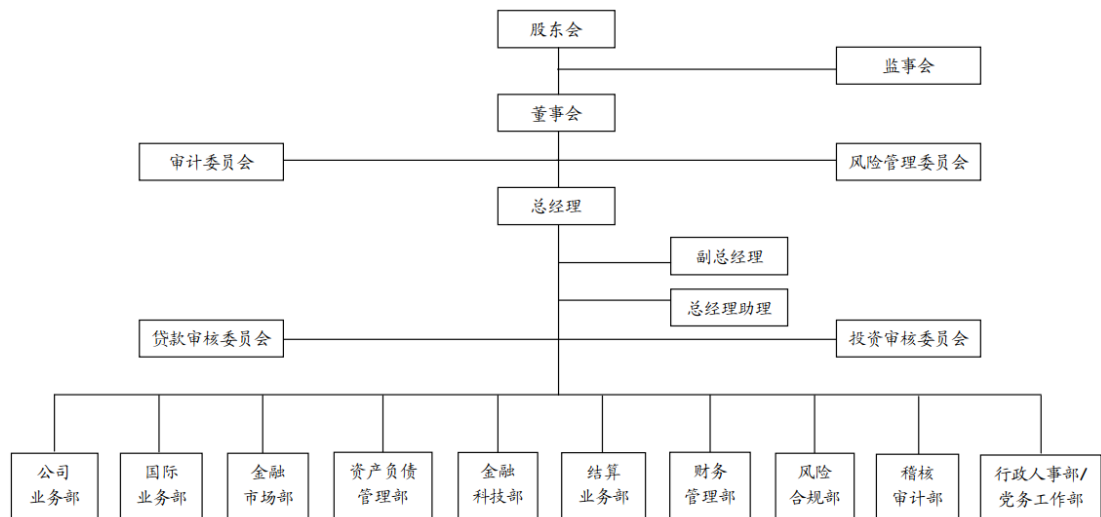 股东会
监事会
董事会
审计委员会
风险管理委员会
总经理
副总经理
总经理助理
贷款审核委员会
投资审核委员会
公司
业务部
国际
业务部
金融
市场部
资产负债
管理部
金融
科技部
结算
业务部
财务
管理部
风险
合规部
稽核
审计部
行政人事部/
党务工作部